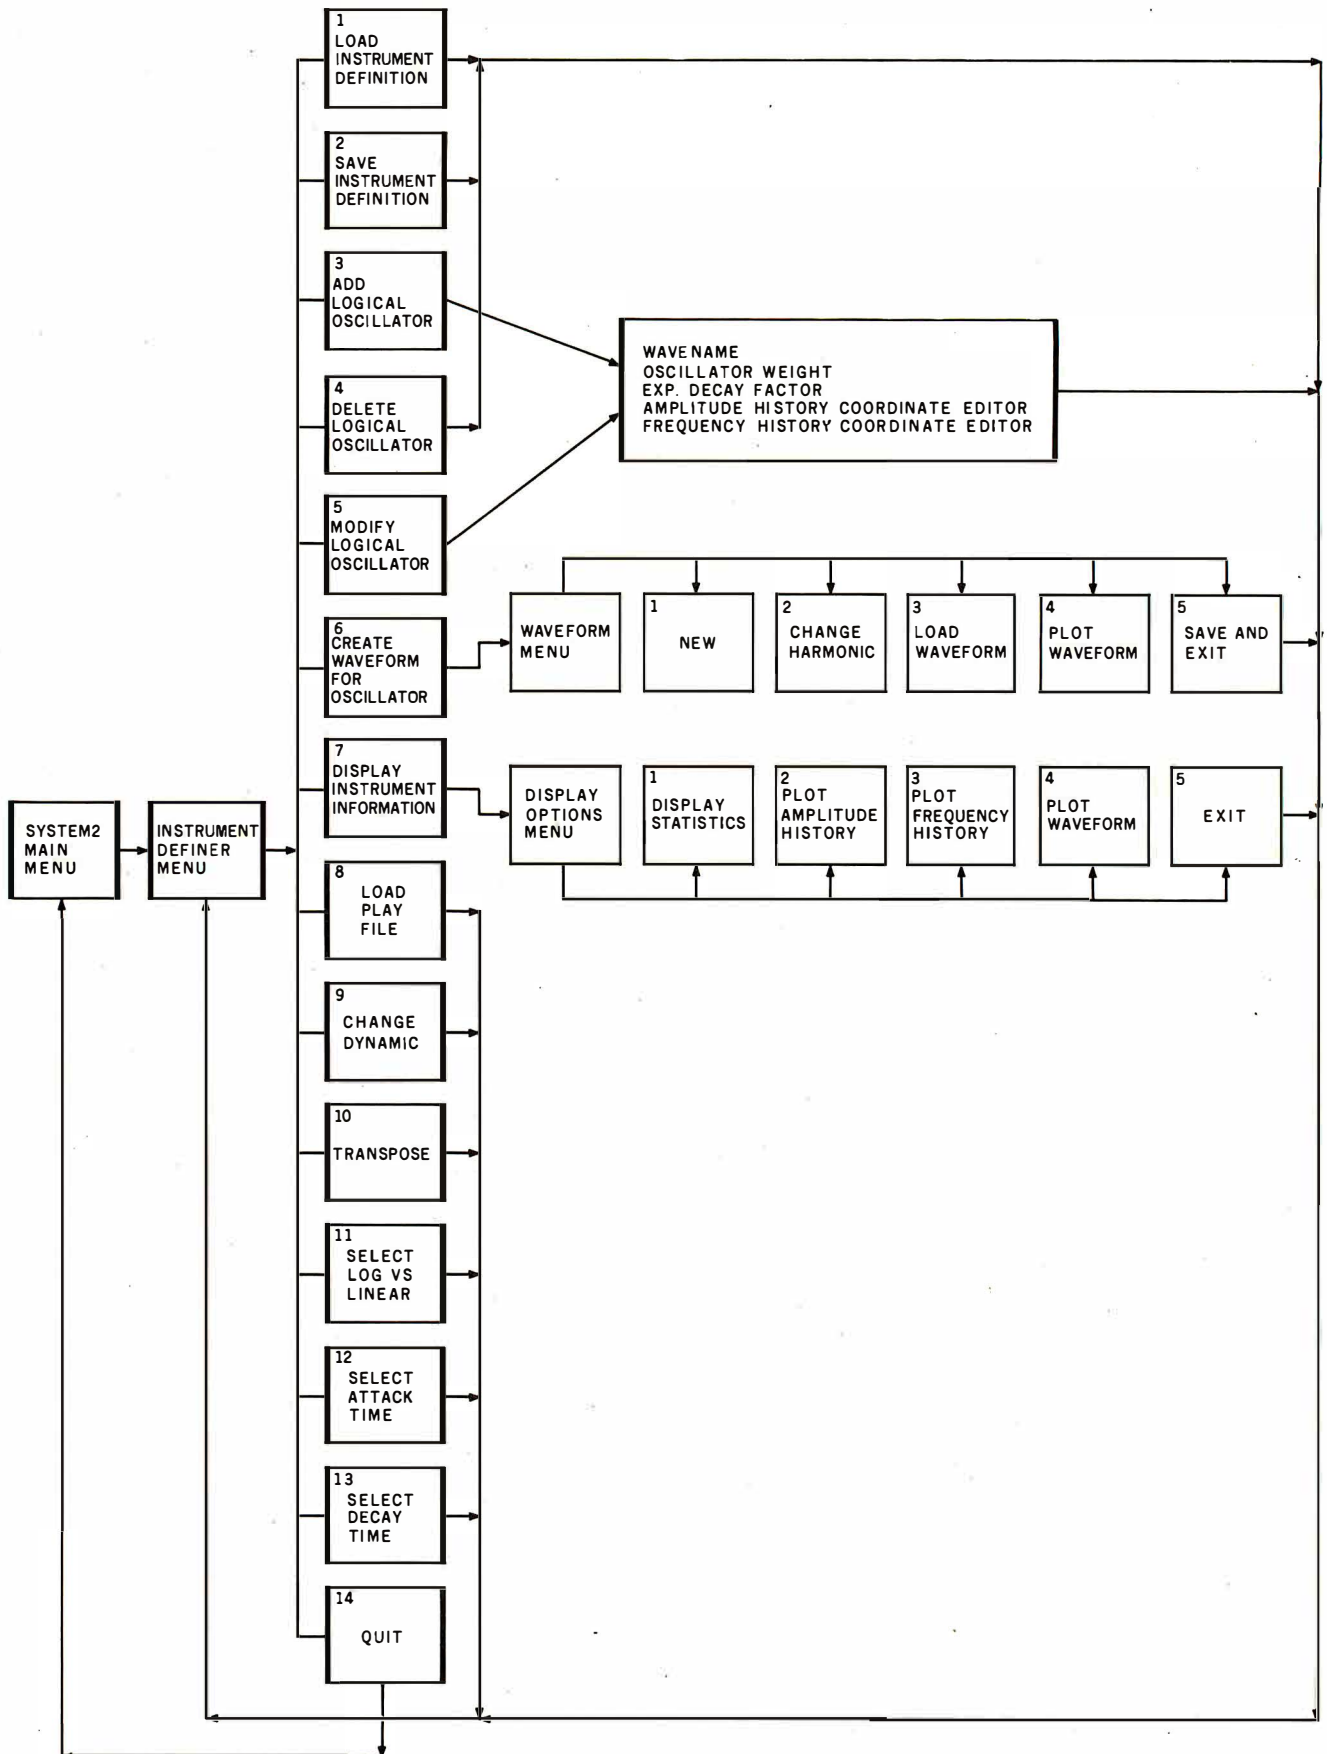 SYSTEM2
MAIN
MENU
INSTRUMENT
DEFINER
MENU
1
LOAD
INSTRUMENT
DEFINITION
2
SAVE
INSTRUMENT
DEFINITION
3
ADD
LOGICAL
OSCILLATOR
4
DELETE
LOGICAL
OSCILLATOR
5
MODIFY
LOGICAL
OSCILLATOR
WAVENAME
OSCILLATOR WEIGHT
EXP. DECAY FACTOR
AMPLITUDE HISTORY COORDINATE EDITOR
FREQUENCY HISTORY COORDINATE EDITOR
6
CREATE
WAVEFORM
FOR
OSCILLATOR
WAVEFORM
MENU
1
NEW
2
CHANGE
HARMONIC
3
LOAD
WAVEFORM
4
PLOT
WAVEFORM
5
SAVE AND
EXIT
7
DISPLAY
INSTRUMENT
INFORMATION
DISPLAY
OPTIONS
MENU
1
DISPLAY
STATISTICS
2
PLOT
AMPLITUDE
HISTORY
3
PLOT
FREQUENCY
HISTORY
4
PLOT
WAVEFORM
5
EXIT
8
LOAD
PLAY
FILE
9
CHANGE
DYNAMIC
10
TRANSPOSE
11
SELECT
LOG VS
LINEAR
12
SELECT
ATTACK
TIME
13
SELECT
DECAY
TIME
14
QUIT